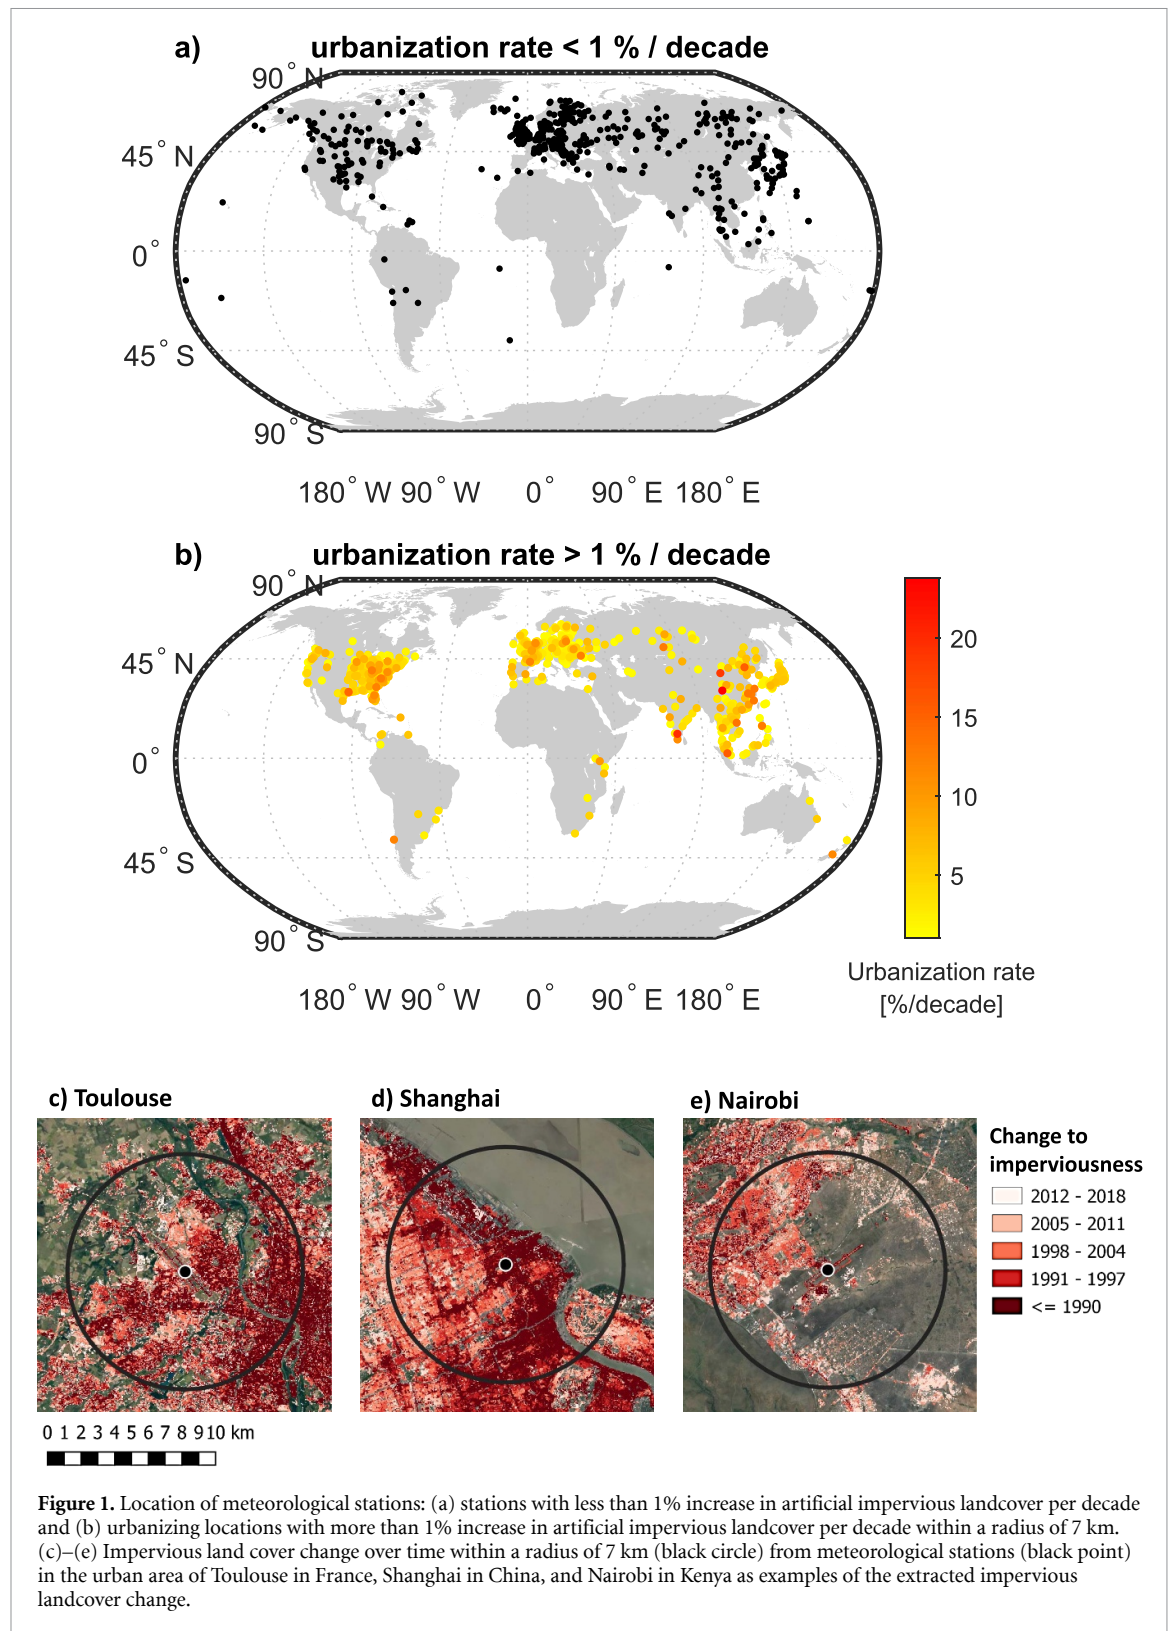 a) urbanization rate < 1 % / decade
90° N
45° N
0°
45° S
90° S
180° W 90° W 0° 90° E 180° E
b) urbanization rate > 1 % / decade
90° N
45° N
0°
45° S
90° S
180° W 90° W 0° 90° E 180° E
20
15
10
5
Urbanization rate
[%/decade]
c) Toulouse
d) Shanghai
e) Nairobi
Change to
imperviousness
2012 - 2018
2005 - 2011
1998 - 2004
1991 - 1997
<= 1990
0 1 2 3 4 5 6 7 8 9 10 km
Figure 1. Location of meteorological stations: (a) stations with less than 1% increase in artificial impervious landcover per decade
and (b) urbanizing locations with more than 1% increase in artificial impervious landcover per decade within a radius of 7 km.
(c)–(e) Impervious land cover change over time within a radius of 7 km (black circle) from meteorological stations (black point)
in the urban area of Toulouse in France, Shanghai in China, and Nairobi in Kenya as examples of the extracted impervious
landcover change.